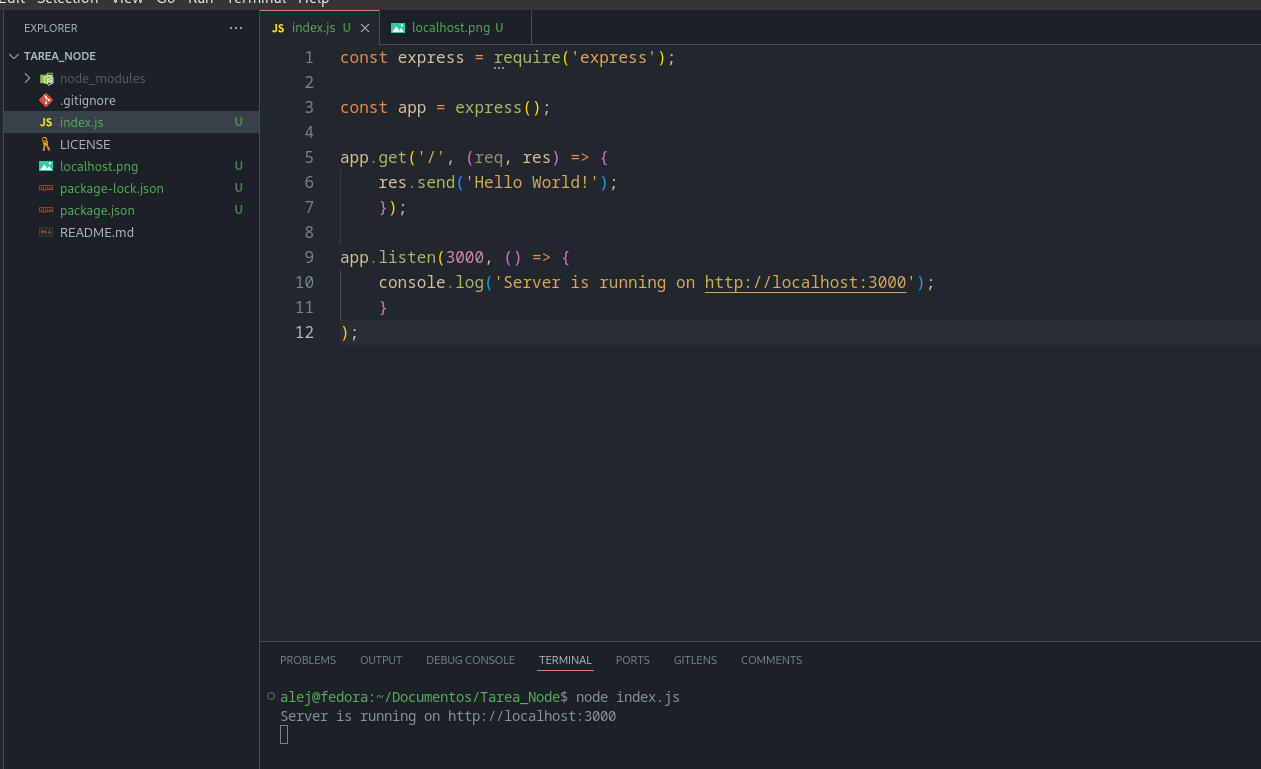 Edit Selection View Go Run Terminal Help
EXPLORER ...
JS index.js U
localhost.png U
TAREA_NODE
node_modules
.gitignore
JS index.js U
LICENSE
localhost.png U
package-lock.json U
package.json U
README.md
1 const express = require('express');
2
3 const app = express();
4
5 app.get('/', (req, res) => {
6 res.send('Hello World!');
7 });
8
9 app.listen(3000, () => {
10 console.log('Server is running on http://localhost:3000');
11 }
12 );
PROBLEMS OUTPUT DEBUG CONSOLE TERMINAL PORTS GITLENS COMMENTS
alej@fedora:~/Documentos/Tarea_Node$ node index.js
Server is running on http://localhost:3000